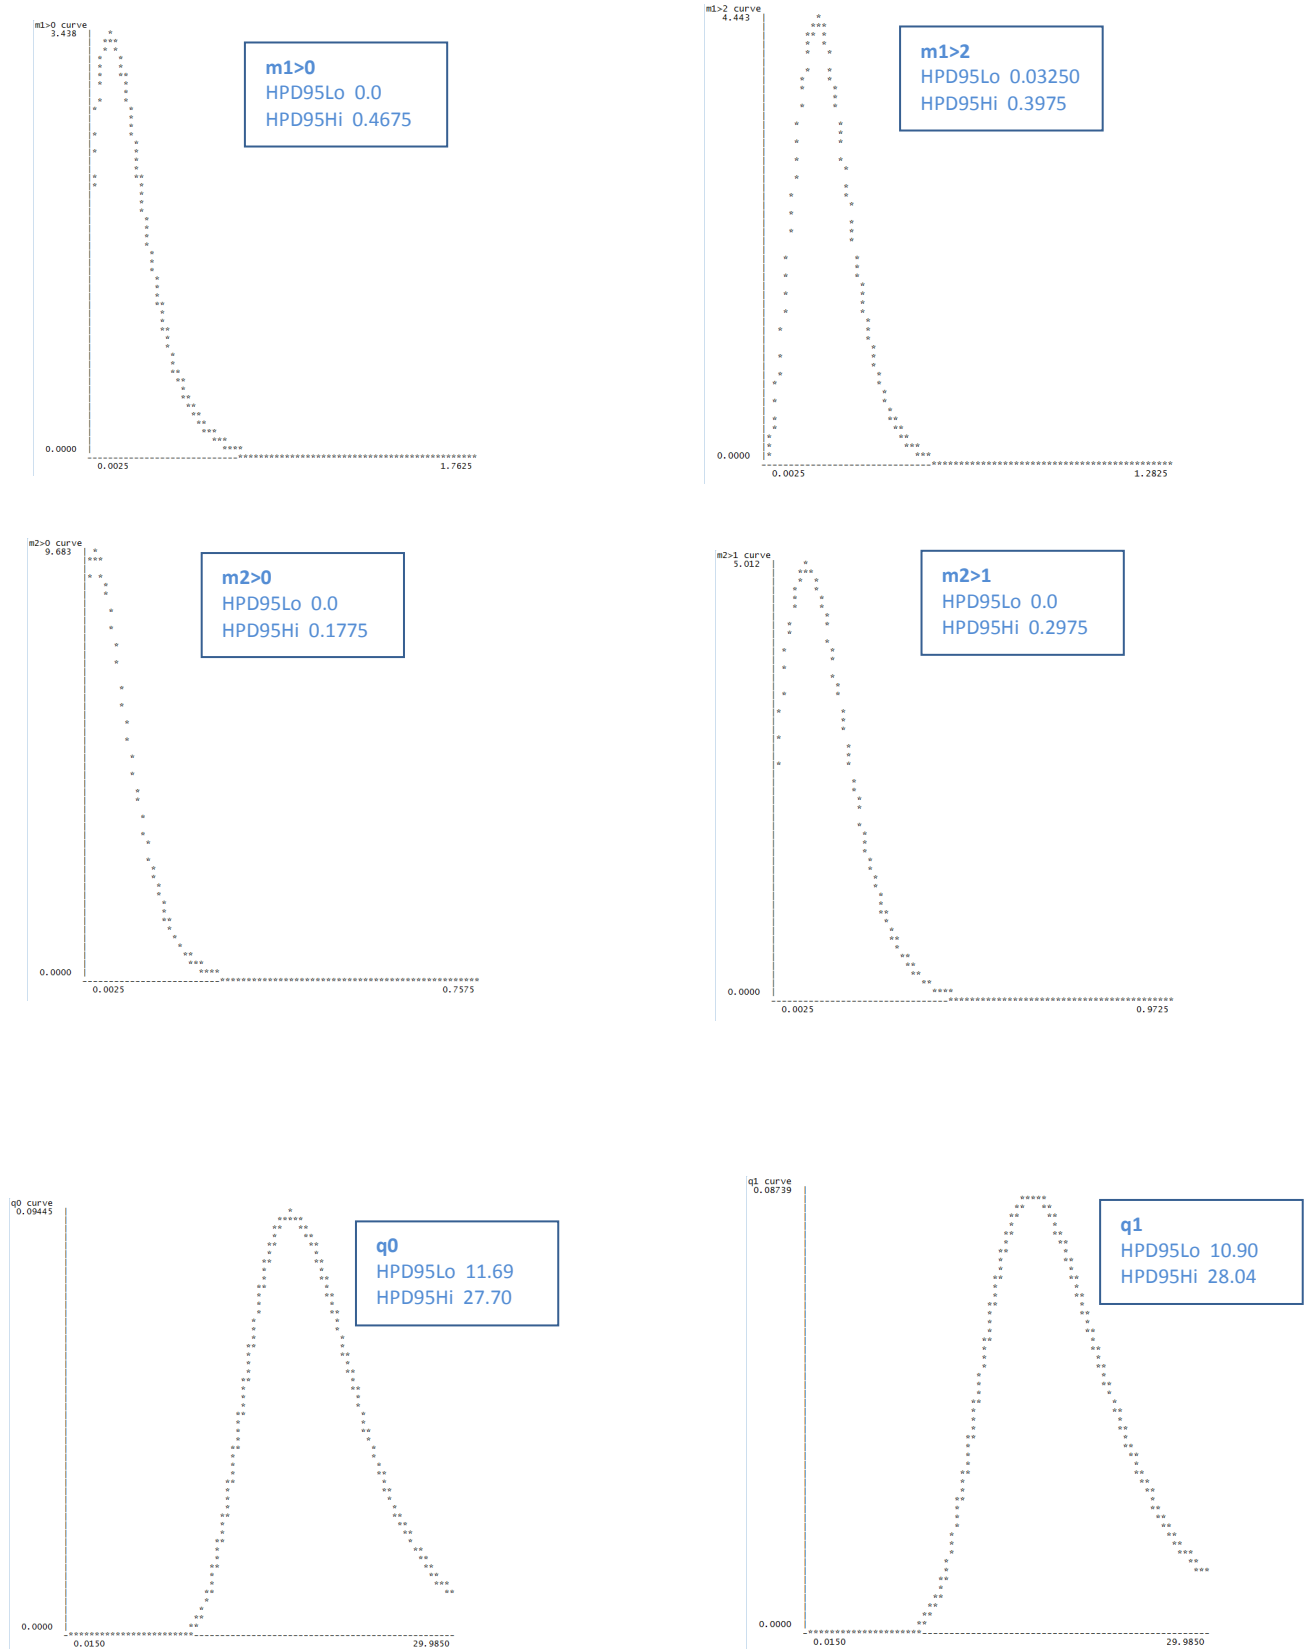 m1>0 curve
3.438
m1>0
HPD95Lo 0.0
HPD95Hi 0.4675
0.0000
0.0025 1.7625
m1>2 curve
4.443
m1>2
HPD95Lo 0.03250
HPD95Hi 0.3975
0.0000
0.0025 1.2825
m2>0 curve
9.683
m2>0
HPD95Lo 0.0
HPD95Hi 0.1775
0.0000
0.0025 0.7575
m2>1 curve
5.012
m2>1
HPD95Lo 0.0
HPD95Hi 0.2975
0.0000
0.0025 0.9725
q0 curve
0.09445
q0
HPD95Lo 11.69
HPD95Hi 27.70
0.0000
0.0150 29.9850
q1 curve
0.08739
q1
HPD95Lo 10.90
HPD95Hi 28.04
0.0000
0.0150 29.9850